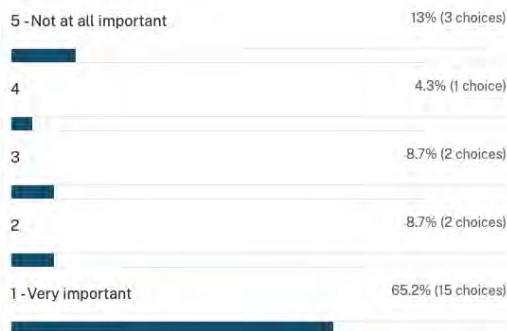 5 - Not at all important 13% (3 choices)
4 4.3% (1 choice)
3 8.7% (2 choices)
2 8.7% (2 choices)
1 - Very important 65.2% (15 choices)